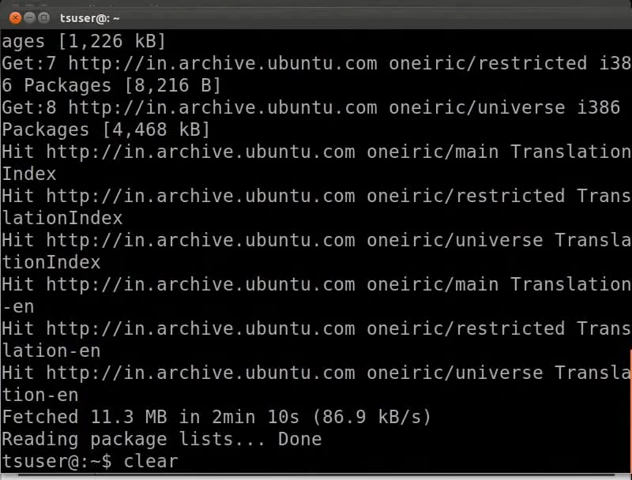 tsuser@: ~
ages [1,226 kB]
Get:7 http://in.archive.ubuntu.com oneiric/restricted i38
6 Packages [8,216 B]
Get:8 http://in.archive.ubuntu.com oneiric/universe i386
Packages [4,468 kB]
Hit http://in.archive.ubuntu.com oneiric/main Translation
Index
Hit http://in.archive.ubuntu.com oneiric/restricted Trans
lationIndex
Hit http://in.archive.ubuntu.com oneiric/universe Transla
tionIndex
Hit http://in.archive.ubuntu.com oneiric/main Translation
-en
Hit http://in.archive.ubuntu.com oneiric/restricted Trans
lation-en
Hit http://in.archive.ubuntu.com oneiric/universe Transla
tion-en
Fetched 11.3 MB in 2min 10s (86.9 kB/s)
Reading package lists... Done
tsuser@:~$ clear